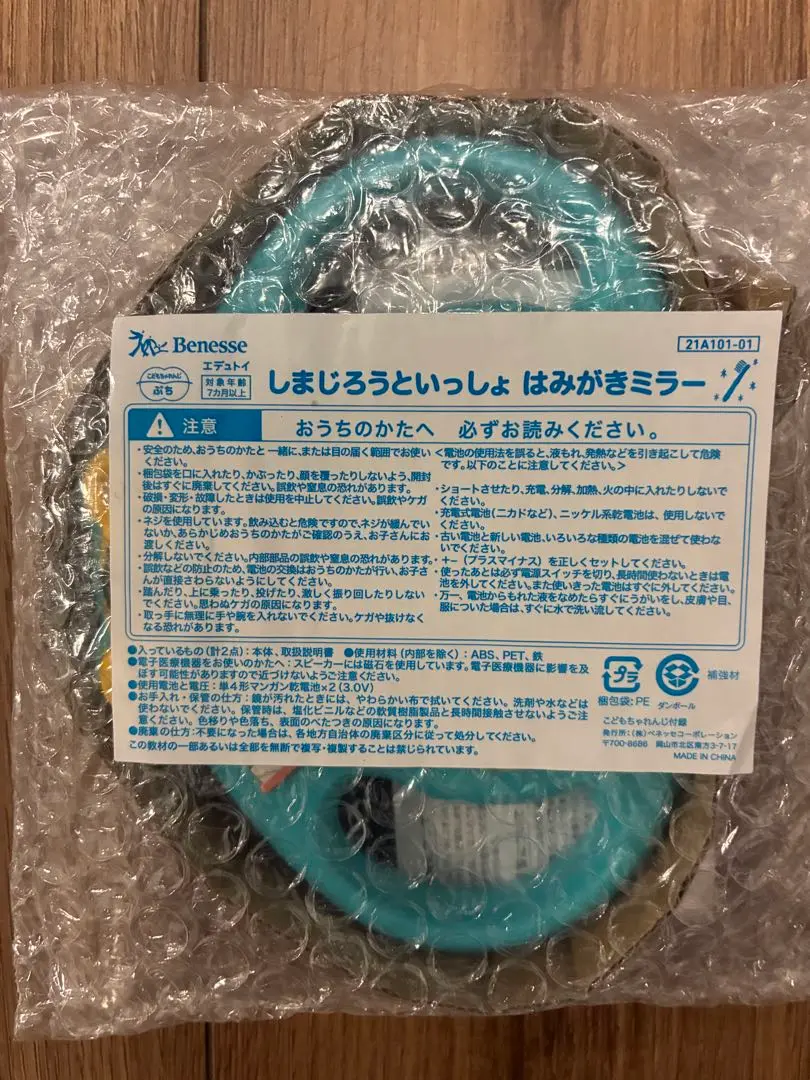 Benesse
21A101-01
こどもちゃれんじ
ぷち
エデュトイ
対象年齢
7カ月以上
しまじろうといっしょ はみがきミラー
注意
おうちのかたへ 必ずお読みください。
・安全のため、おうちのかたと一緒に、または目の届く範囲でお使い
ください。
・梱包袋を口に入れたり、かぶったり、顔を覆ったりしないよう、開封
後はすぐに廃棄してください。誤飲や窒息の恐れがあります。
・破損・変形・故障したときは使用を中止してください。誤飲やケガ
の原因になります。
・ネジを使用しています。飲み込むと危険ですので、ネジが緩んでい
ないか、あらかじめおうちのかたがご確認のうえ、お子さんに
お渡しください。
・分解しないでください。内部部品の誤飲や窒息の恐れがあります。
・誤飲などの防止のため、電池の交換はおうちのかたが行い、お子さ
んが直接さわらないようにしてください。
・踏んだり、上に乗ったり、投げたり、激しく振り回したりしない
でください。思わぬケガの原因になります。
・取っ手に無理に手や腕を入れないでください。ケガや抜けなく
なる恐れがあります。
<電池の使用法を誤ると、液もれ、発熱などを引き起こして危険
です。以下のことに注意してください。>
・ショートさせたり、充電、分解、加熱、火の中に入れたりしないで
ください。
・充電式電池(ニカドなど)、ニッケル系乾電池は、使用しないで
ください。
・古い電池と新しい電池、いろいろな種類の電池を混ぜて使わな
いでください。
・+−(プラスマイナス)を正しくセットしてください。
・使ったあとは必ず電源スイッチを切り、長時間使わないときは電
池を外してください。また使いきった電池はすぐに外してください。
・万一、電池からもれた液をなめたらすぐにうがいをし、皮膚や目、
服についた場合は、すぐに水で洗い流してください。
●入っているもの(計2点):本体、取扱説明書 ●使用材料(内部を除く):ABS、PET、鉄
●電子医療機器をお使いのかたへ:スピーカーには磁石を使用しています。電子医療機器に影響を及
ぼす可能性がありますので近づけないようご注意ください。
●使用電池と電圧:単4形マンガン乾電池×2(3.0V)
●お手入れ・保管の仕方:鏡が汚れたときには、やわらかい布で拭いてください。洗剤や水などは
使わないでください。保管時は、塩化ビニルなどの軟質樹脂製品と長時間接触させないようご注
意ください。色移りや色落ち、表面のべたつきの原因になります。
●廃棄の仕方:不要になった場合は、各地方自治体の廃棄区分に従って処分してください。
この教材の一部あるいは全部を無断で複写・複製することは禁じられています。
プラ
梱包袋:PE
ダンボール
補強材
こどもちゃれんじ付録
発行所:(株)ベネッセコーポレーション
〒700-8686 岡山市北区南方3-7-17
MADE IN CHINA